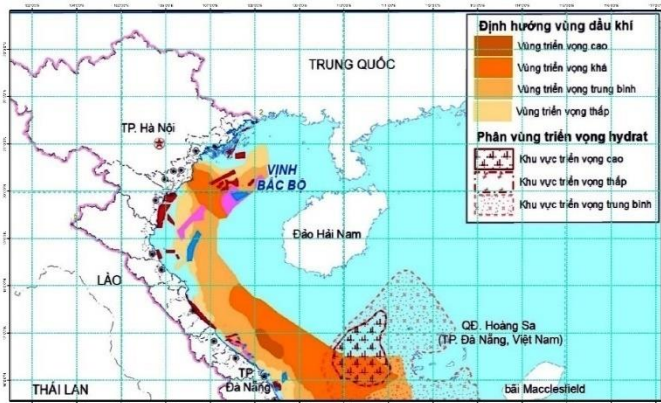 Định hướng vùng dầu khí
Vùng triển vọng cao
Vùng triển vọng khá
Vùng triển vọng trung bình
Vùng triển vọng thấp
Phân vùng triển vọng hydrat
Khu vực triển vọng cao
Khu vực triển vọng thấp
Khu vực triển vọng trung bình
TRUNG QUỐC
TP. Hà Nội
VỊNH
BẮC BỘ
Đảo Hải Nam
LÀO
QĐ. Hoàng Sa
(TP. Đà Nẵng, Việt Nam)
THÁI LAN
TP.
Đà Nẵng
bãi Macclesfield